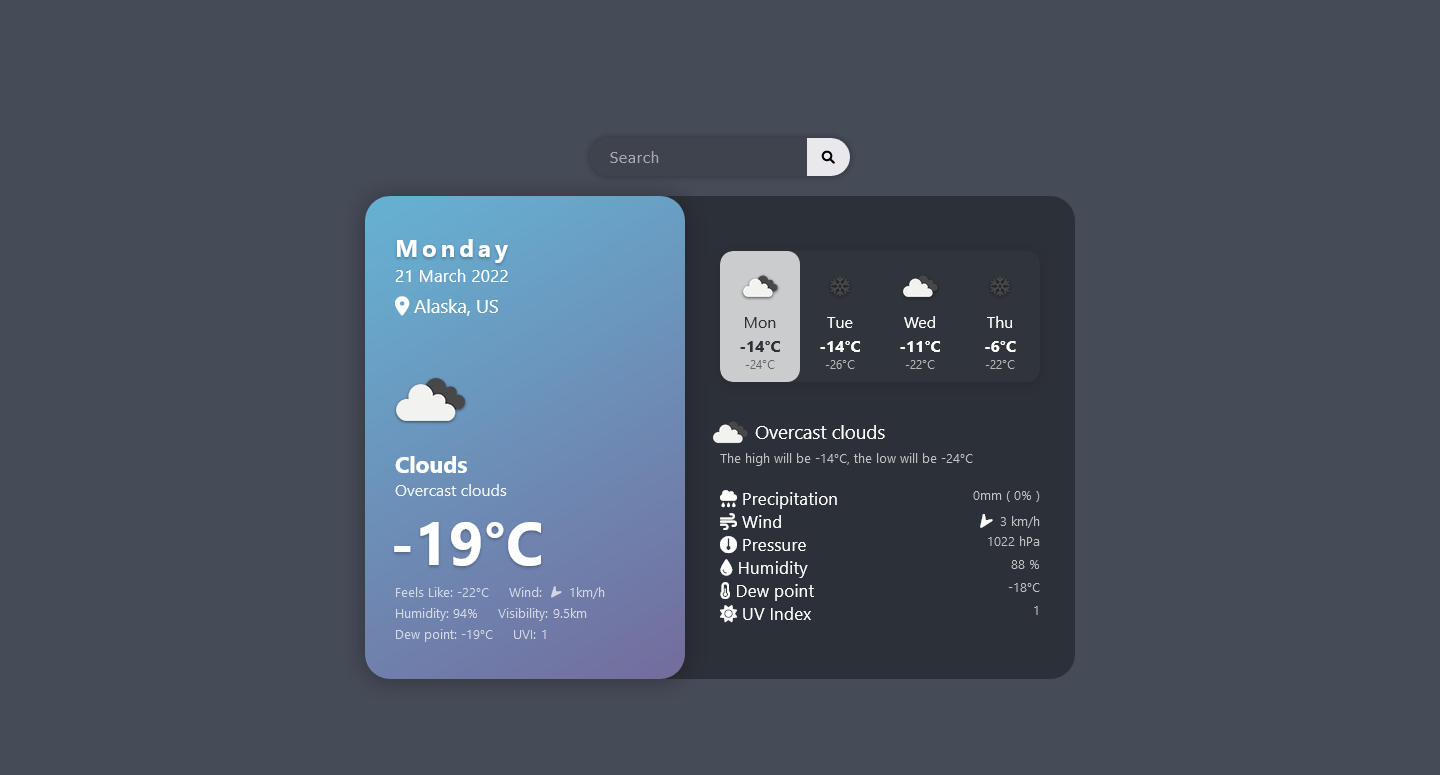 Search
Monday
21 March 2022
Alaska, US
Clouds
Overcast clouds
-19°C
Feels Like: -22°C Wind: 1km/h
Humidity: 94% Visibility: 9.5km
Dew point: -19°C UVI: 1
Mon Tue Wed Thu
-14°C -14°C -11°C -6°C
-24°C -26°C -22°C -22°C
Overcast clouds
The high will be -14°C, the low will be -24°C
Precipitation 0mm ( 0% )
Wind 3 km/h
Pressure 1022 hPa
Humidity 88 %
Dew point -18°C
UV Index 1